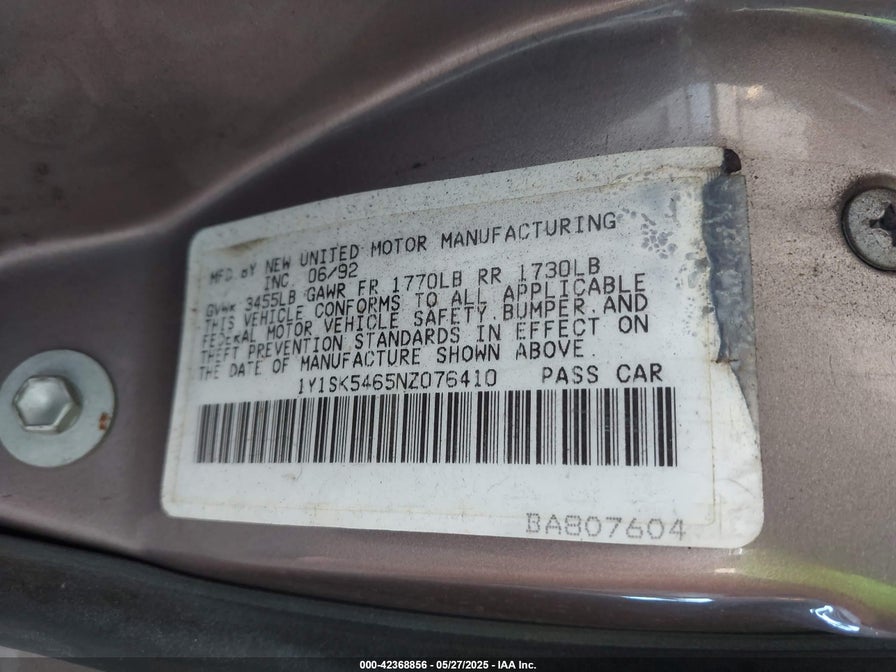 MFD BY NEW UNITED MOTOR MANUFACTURING
INC. 06/92
GVWR 3455LB GAWR FR 1770LB RR 1730LB
THIS VEHICLE CONFORMS TO ALL APPLICABLE
FEDERAL MOTOR VEHICLE SAFETY, BUMPER, AND
THEFT PREVENTION STANDARDS IN EFFECT ON
THE DATE OF MANUFACTURE SHOWN ABOVE.
1Y1SK5465NZ076410 PASS CAR
BA807604
000-42368856 – 05/27/2025 – IAA Inc.